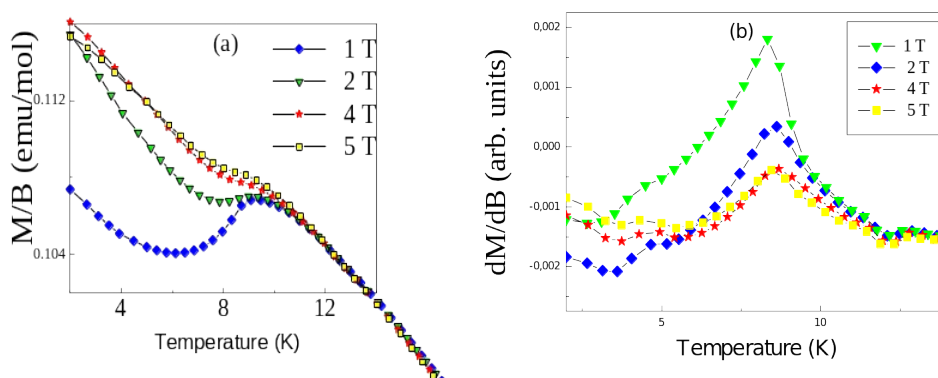 (a)
1 T
2 T
4 T
5 T
M/B (emu/mol)
0.112
0.104
4
8
12
Temperature (K)
(b)
1 T
2 T
4 T
5 T
dM/dB (arb. units)
0,002
0,001
0,000
-0,001
-0,002
5
10
Temperature (K)